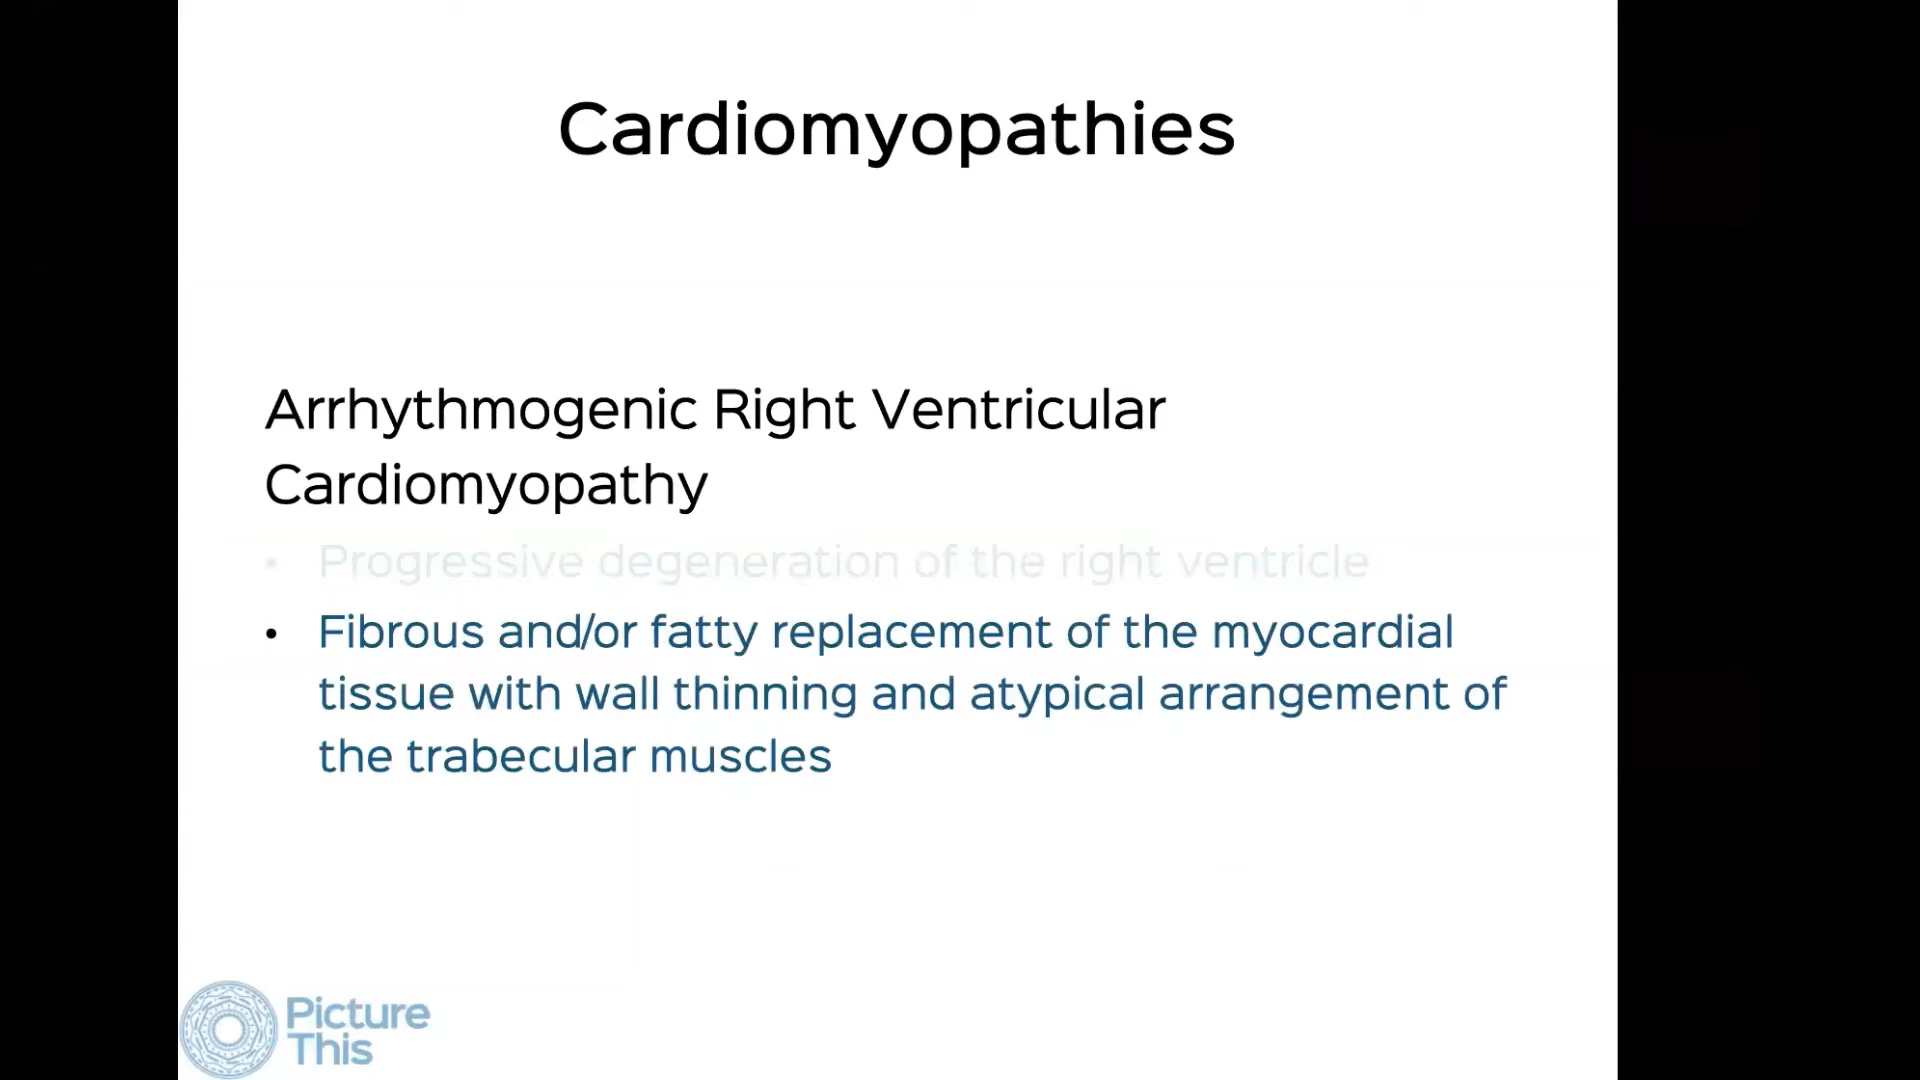 Cardiomyopathies
Arrhythmogenic Right Ventricular
Cardiomyopathy
• Progressive degeneration of the right ventricle
• Fibrous and/or fatty replacement of the myocardial
tissue with wall thinning and atypical arrangement of
the trabecular muscles
Picture
This